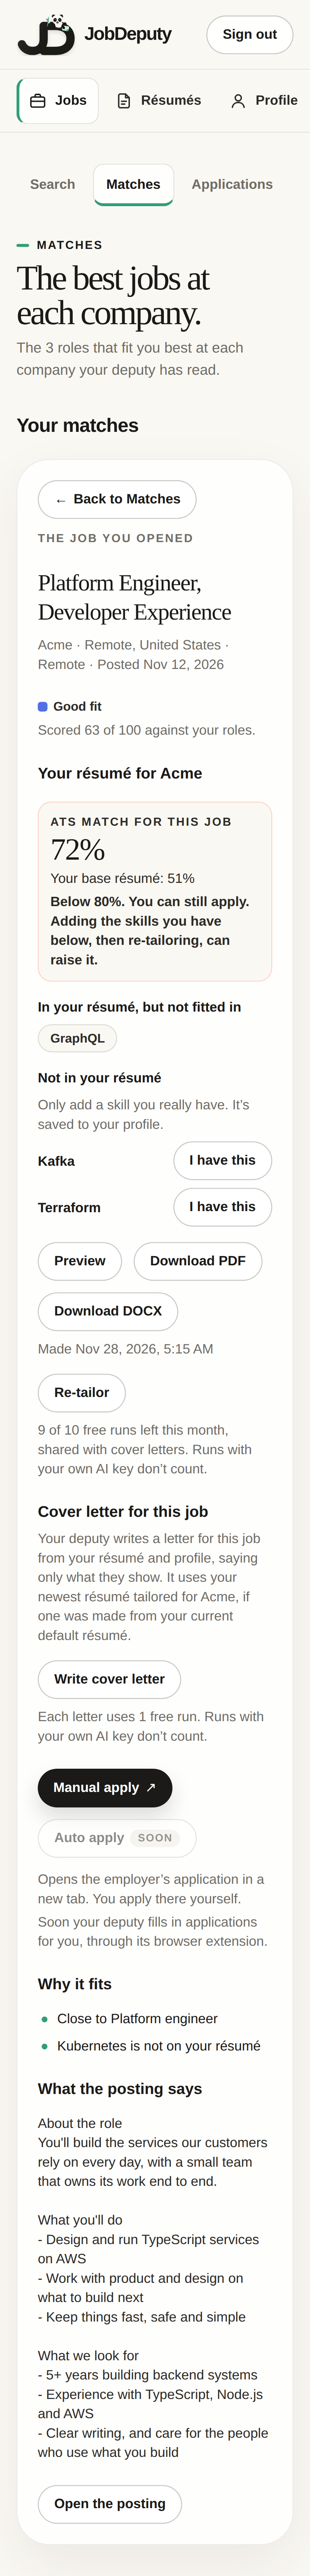 JobDeputy
Sign out
Jobs
Résumés
Profile
Search
Matches
Applications
MATCHES
The best jobs at
each company.
The 3 roles that fit you best at each
company your deputy has read.
Your matches
← Back to Matches
THE JOB YOU OPENED
Platform Engineer,
Developer Experience
Acme · Remote, United States ·
Remote · Posted Nov 12, 2026
Good fit
Scored 63 of 100 against your roles.
Your résumé for Acme
ATS MATCH FOR THIS JOB
72%
Your base résumé: 51%
Below 80%. You can still apply.
Adding the skills you have
below, then re-tailoring, can
raise it.
In your résumé, but not fitted in
GraphQL
Not in your résumé
Only add a skill you really have. It’s
saved to your profile.
Kafka
I have this
Terraform
I have this
Preview
Download PDF
Download DOCX
Made Nov 28, 2026, 5:15 AM
Re-tailor
9 of 10 free runs left this month,
shared with cover letters. Runs with
your own AI key don’t count.
Cover letter for this job
Your deputy writes a letter for this job
from your résumé and profile, saying
only what they show. It uses your
newest résumé tailored for Acme, if
one was made from your current
default résumé.
Write cover letter
Each letter uses 1 free run. Runs with
your own AI key don’t count.
Manual apply ↗
Auto apply SOON
Opens the employer’s application in a
new tab. You apply there yourself.
Soon your deputy fills in applications
for you, through its browser extension.
Why it fits
Close to Platform engineer
Kubernetes is not on your résumé
What the posting says
About the role
You'll build the services our customers
rely on every day, with a small team
that owns its work end to end.
What you'll do
- Design and run TypeScript services
on AWS
- Work with product and design on
what to build next
- Keep things fast, safe and simple
What we look for
- 5+ years building backend systems
- Experience with TypeScript, Node.js
and AWS
- Clear writing, and care for the people
who use what you build
Open the posting